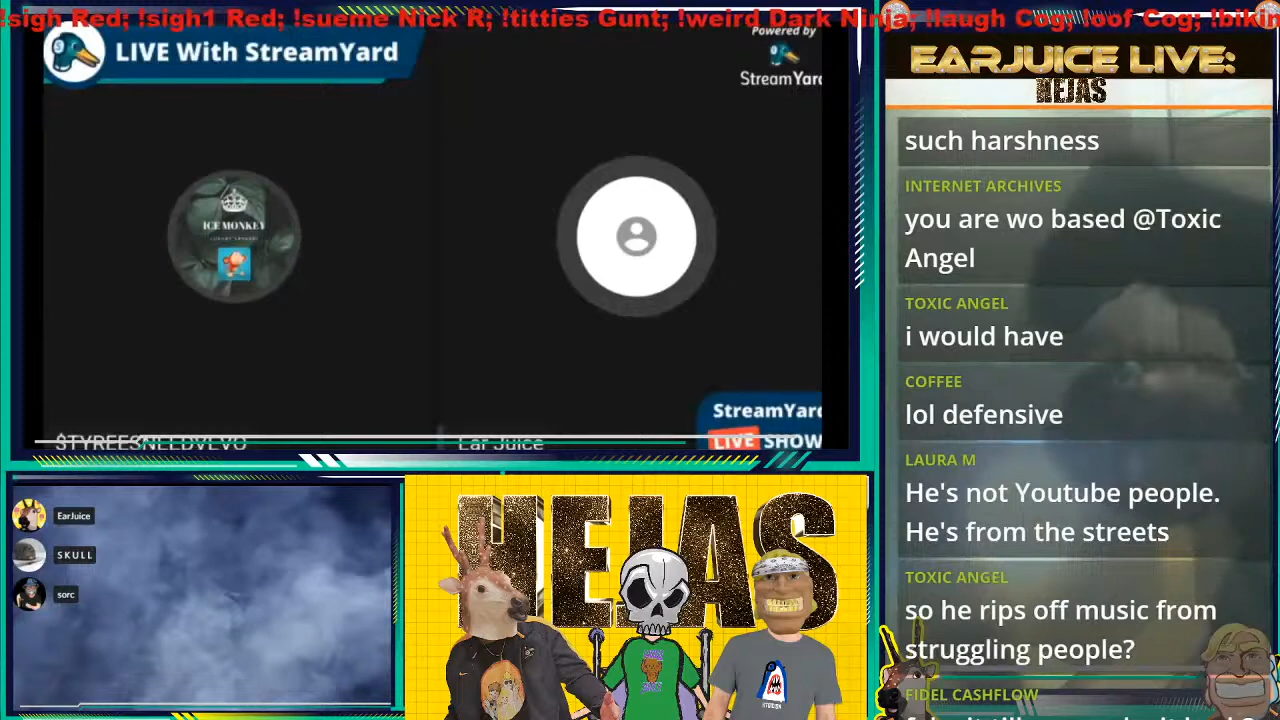 !sigh Red; !sigh1 Red; !sueme Nick R; !titties Gunt; !weird Dark Ninja; !laugh Cog; !oof Cog; !bikin
LIVE With StreamYard
Powered by
StreamYard
ICE MONKEY
$TYREESNEEDVEVO
Ear Juice
StreamYard
LIVE SHOW
EarJuice
SKULL
sorc
HEJAS
EARJUICE LIVE:
HEJAS
such harshness
INTERNET ARCHIVES
you are wo based @Toxic
Angel
TOXIC ANGEL
i would have
COFFEE
lol defensive
LAURA M
He's not Youtube people.
He's from the streets
TOXIC ANGEL
so he rips off music from
struggling people?
FIDEL CASHFLOW